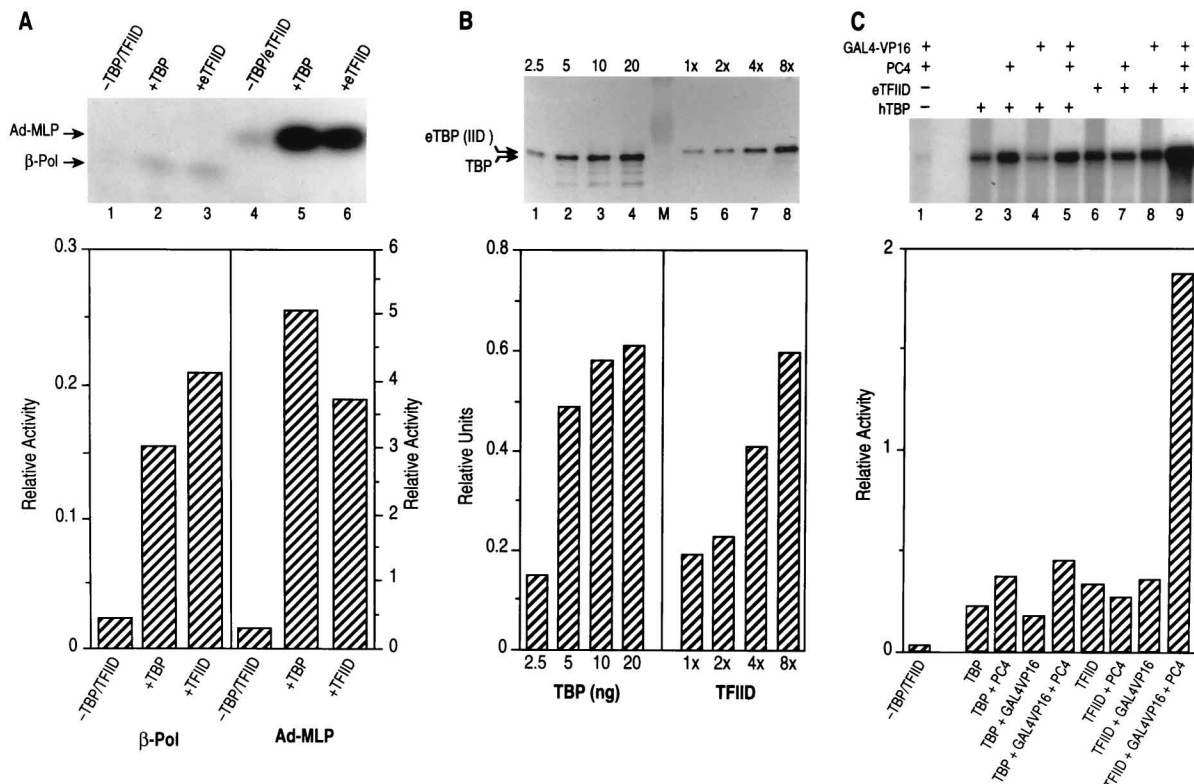 A
–TBP/TFIID
+TBP
+eTFIID
–TBP/eTFIID
+TBP
+eTFIID
Ad-MLP
β-Pol
1 2 3 4 5 6
0.3
0.2
0.1
0
Relative Activity
6
5
4
3
2
1
0
Relative Activity
–TBP/TFIID
+TBP
+TFIID
–TBP/TFIID
+TBP
+TFIID
β-Pol
Ad-MLP
B
2.5 5 10 20 1x 2x 4x 8x
eTBP (IID )
TBP
1 2 3 4 M 5 6 7 8
0.8
0.6
0.4
0.2
0
Relative Units
2.5 5 10 20 1x 2x 4x 8x
TBP (ng)
TFIID
C
GAL4-VP16 + + + + +
PC4 + + + + +
eTFIID – + + + +
hTBP – + + + +
1 2 3 4 5 6 7 8 9
2
1
0
Relative Activity
–TBP/TFIID
TBP
TBP + PC4
TBP + GAL4VP16
TBP + GAL4VP16 + PC4
TFIID
TFIID + PC4
TFIID + GAL4VP16
TFIID + GAL4VP16 + PC4